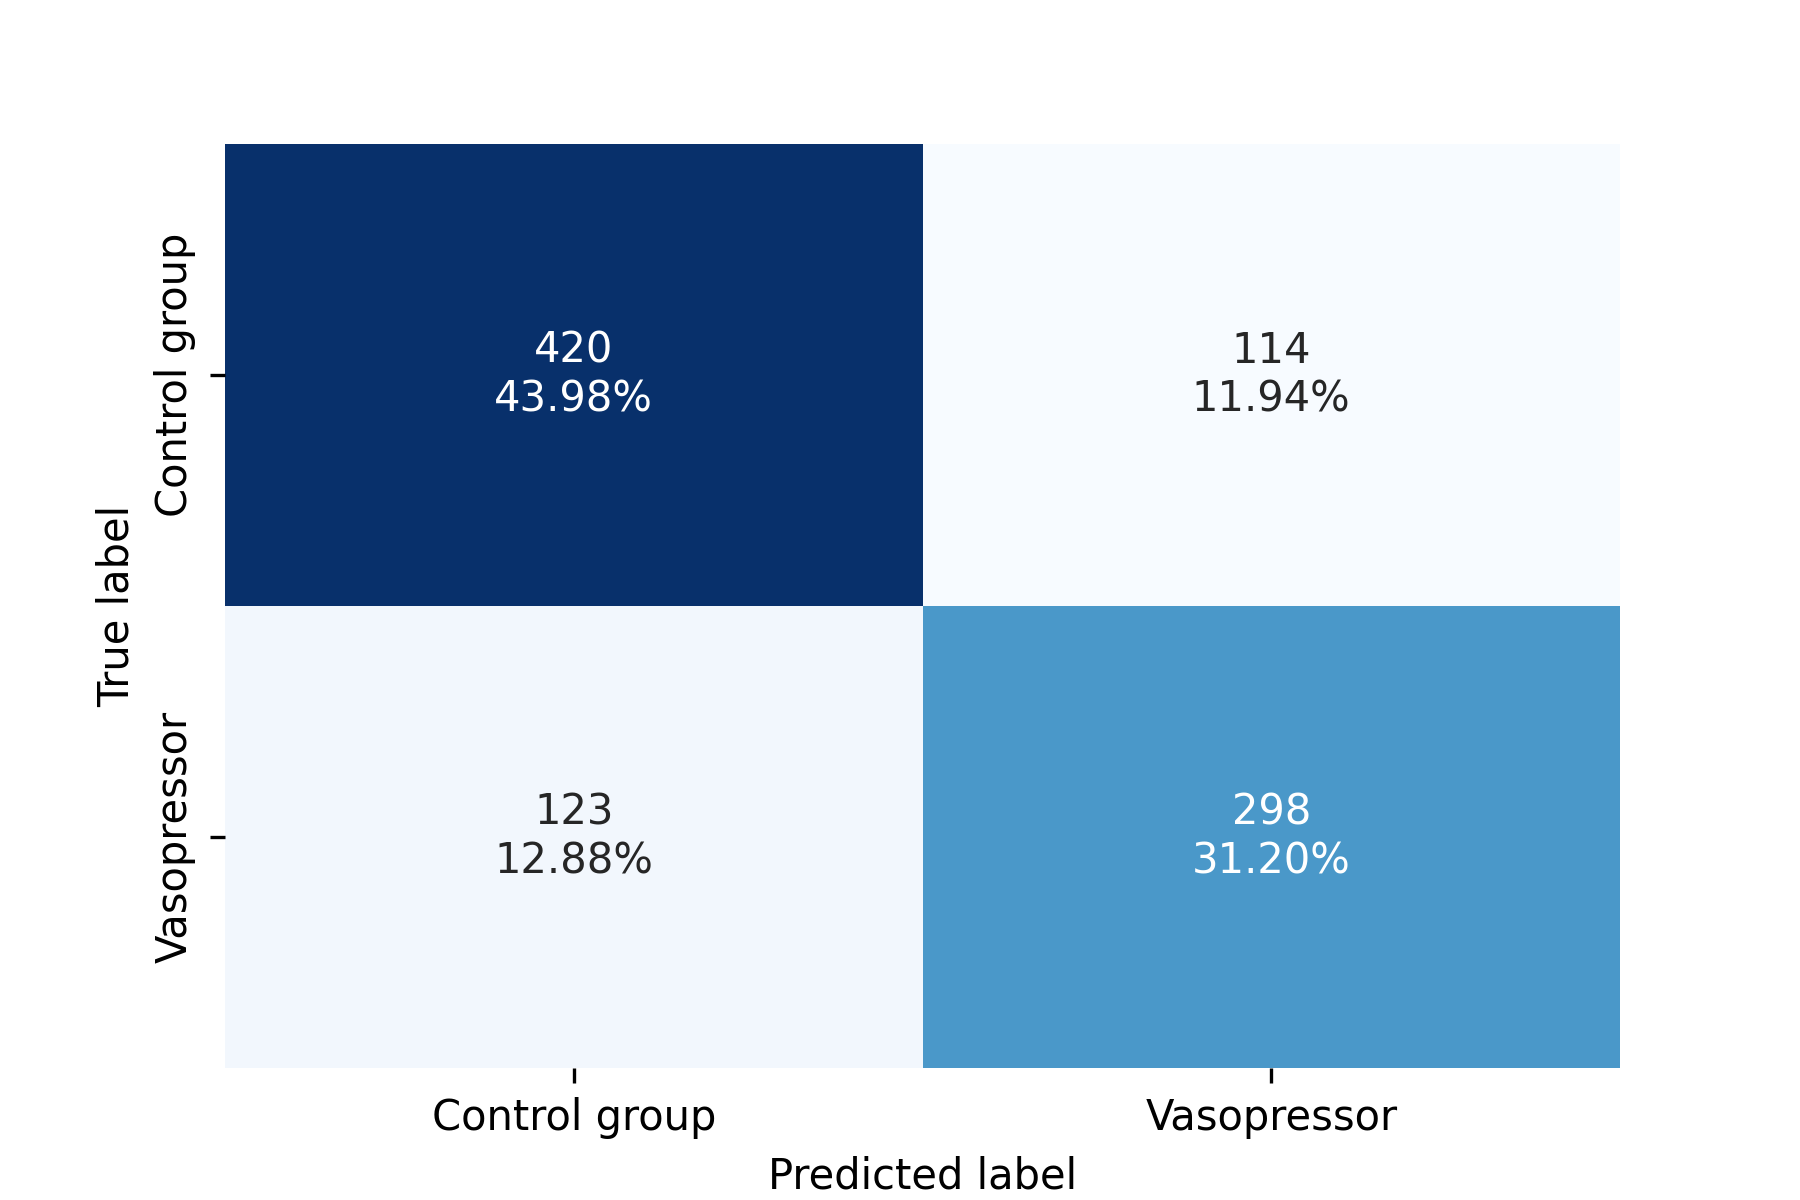 True label
Control group
420
43.98%
114
11.94%
Vasopressor
123
12.88%
298
31.20%
Control group
Vasopressor
Predicted label